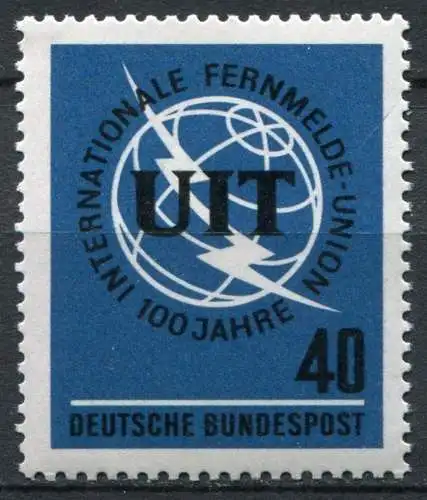 INTERNATIONALE FERNMELDE-UNION
100 JAHRE
UIT
40
DEUTSCHE BUNDESPOST